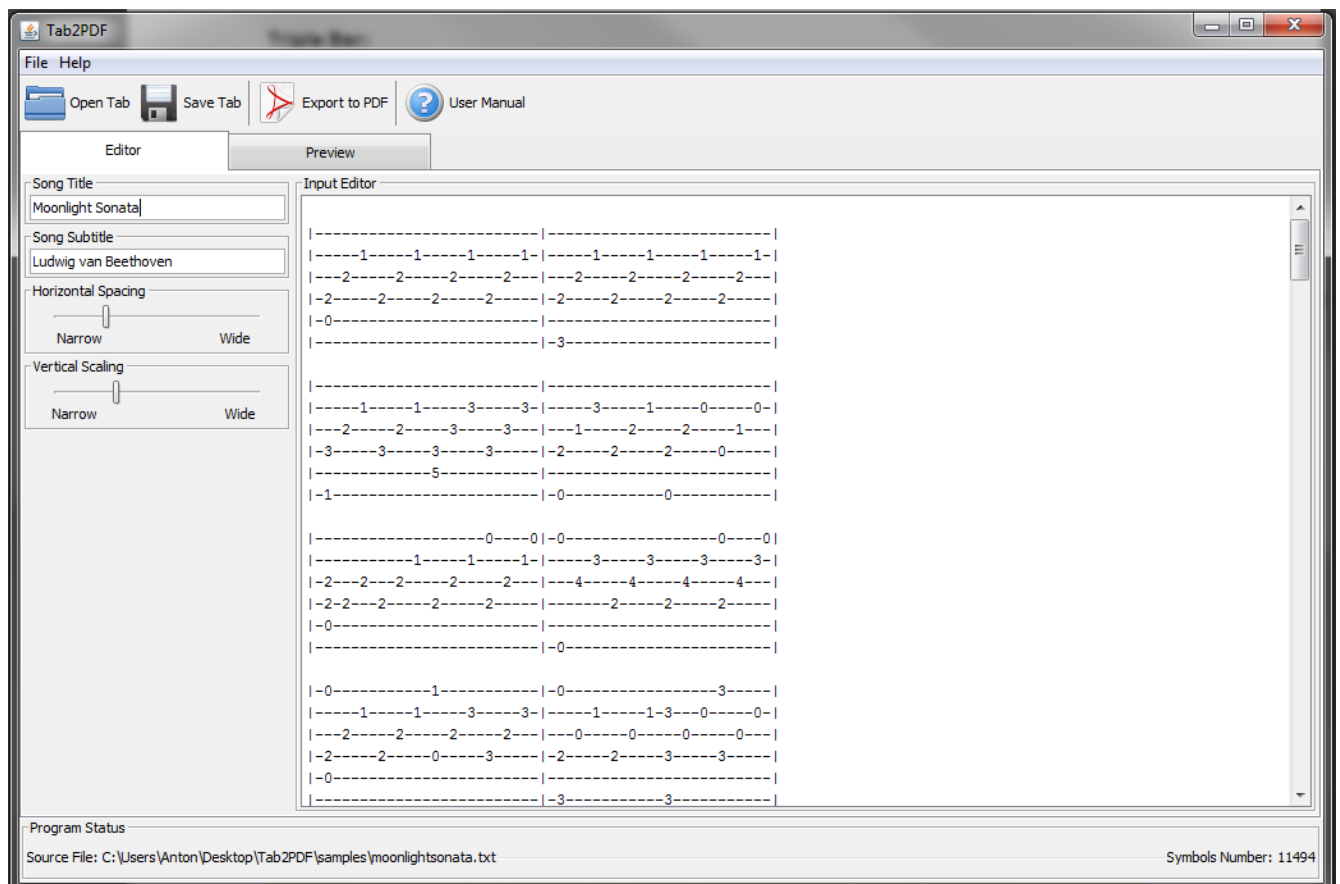 Tab2PDF
File Help
Open Tab Save Tab Export to PDF ? User Manual
Editor Preview
Song Title
Moonlight Sonata
Song Subtitle
Ludwig van Beethoven
Horizontal Spacing
Narrow Wide
Vertical Scaling
Narrow Wide
Input Editor
|-------------------------|-------------------------|
|-----1-----1-----1-----1-|-----1-----1-----1-----1-|
|---2-----2-----2-----2---|---2-----2-----2-----2---|
|-2-----2-----2-----2-----|-2-----2-----2-----2-----|
|-0-----------------------|-------------------------|
|-------------------------|-3-----------------------|
|-------------------------|-------------------------|
|-----1-----1-----3-----3-|-----3-----1-----0-----0-|
|---2-----2-----3-----3---|---1-----2-----2-----1---|
|-3-----3-----3-----3-----|-2-----2-----2-----0-----|
|-------------5-----------|-------------------------|
|-1-----------------------|-0-----------0-----------|
|-------------------0----0|-0-----------------0----0|
|-----------1-----1-----1-|-----3-----3-----3-----3-|
|-2---2---2-----2-----2---|---4-----4-----4-----4---|
|-2-2---2-----2-----2-----|-------2-----2-----2-----|
|-0-----------------------|-------------------------|
|-------------------------|-0-----------------------|
|-0-----------1-----------|-0-----------------3-----|
|-----1-----1-----3-----3-|-----1-----1-3---0-----0-|
|---2-----2-----2-----2---|---0-----0-----0-----0---|
|-2-----2-----0-----3-----|-2-----2-----3-----3-----|
|-0-----------------------|-------------------------|
|-------------------------|-3-----------3-----------|
Program Status
Source File: C:\Users\Anton\Desktop\Tab2PDF\samples\moonlightsonata.txt Symbols Number: 11494